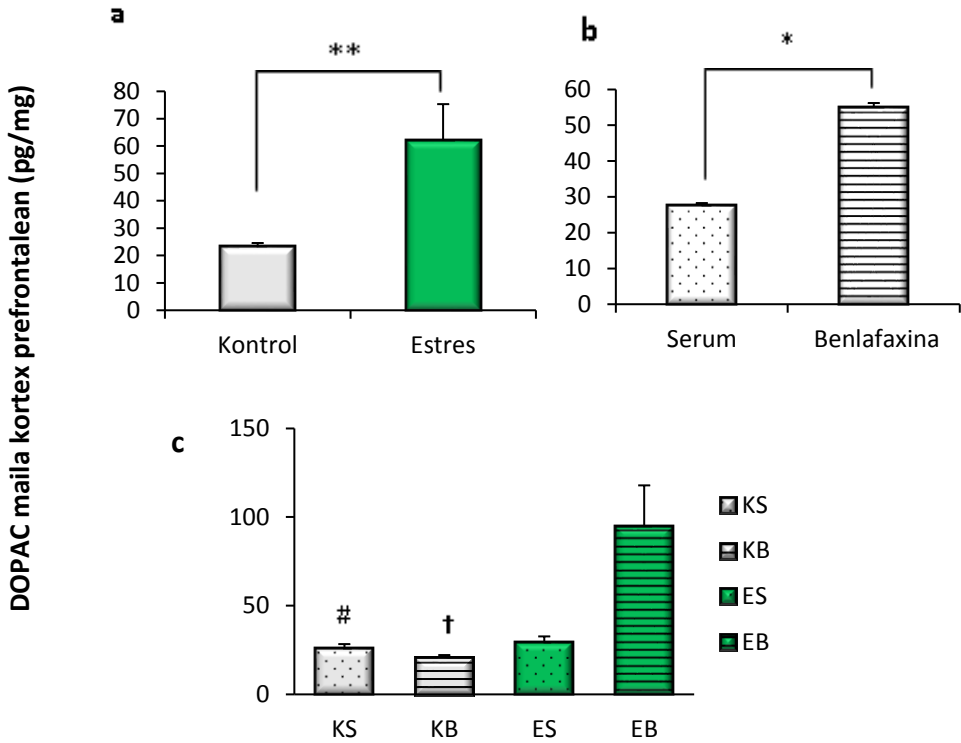 DOPAC maila kortex prefrontalean (pg/mg)
a
**
80
70
60
50
40
30
20
10
0
Kontrol Estres
b
*
60
50
40
30
20
10
0
Serum Benlafaxina
c
150
100
50
0
# †
KS KB ES EB
KS
KB
ES
EB